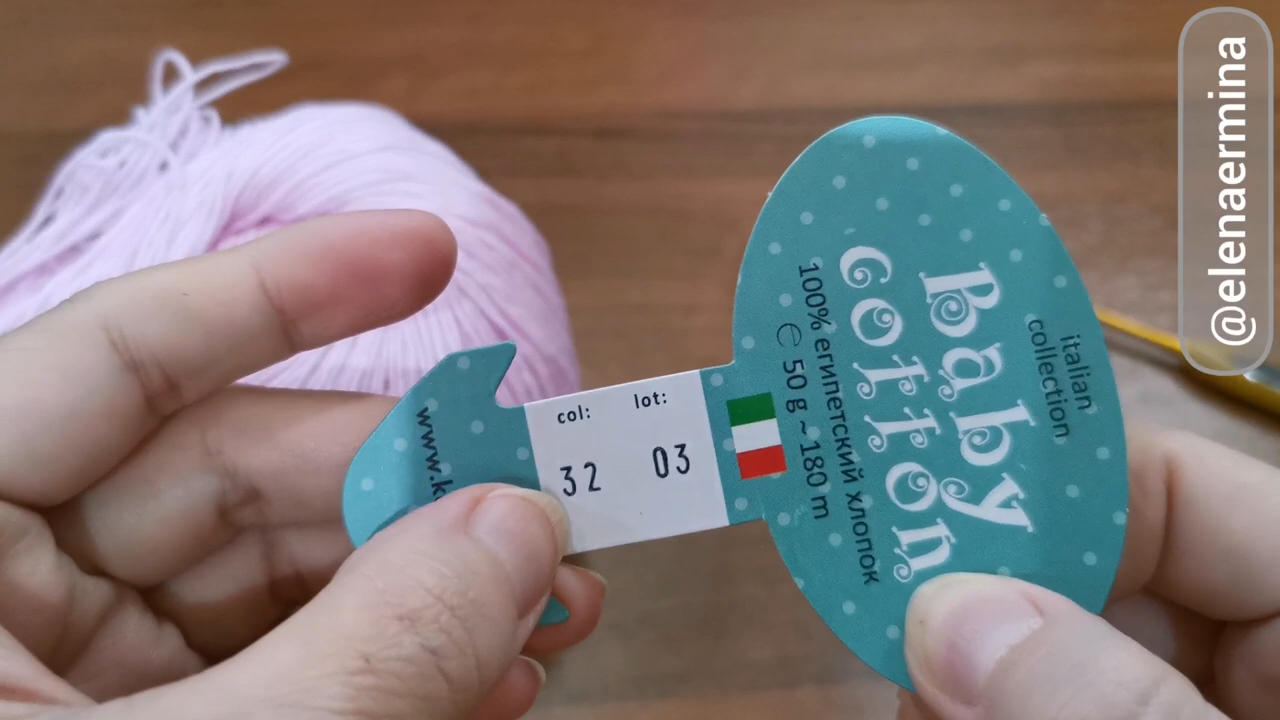 italian
collection
Baby
cotton
100% египетский хлопок
℮ 50 g ~ 180 m
col: lot:
32 03
@elenaermina